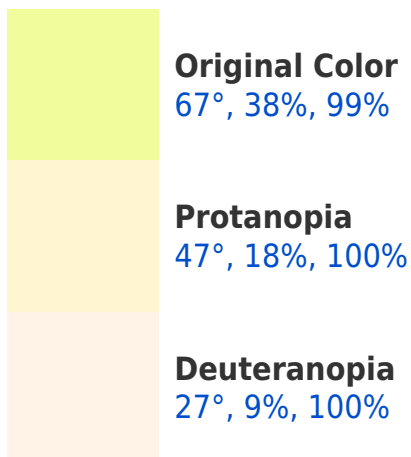 Original Color
67°, 38%, 99%
Protanopia
47°, 18%, 100%
Deuteranopia
27°, 9%, 100%